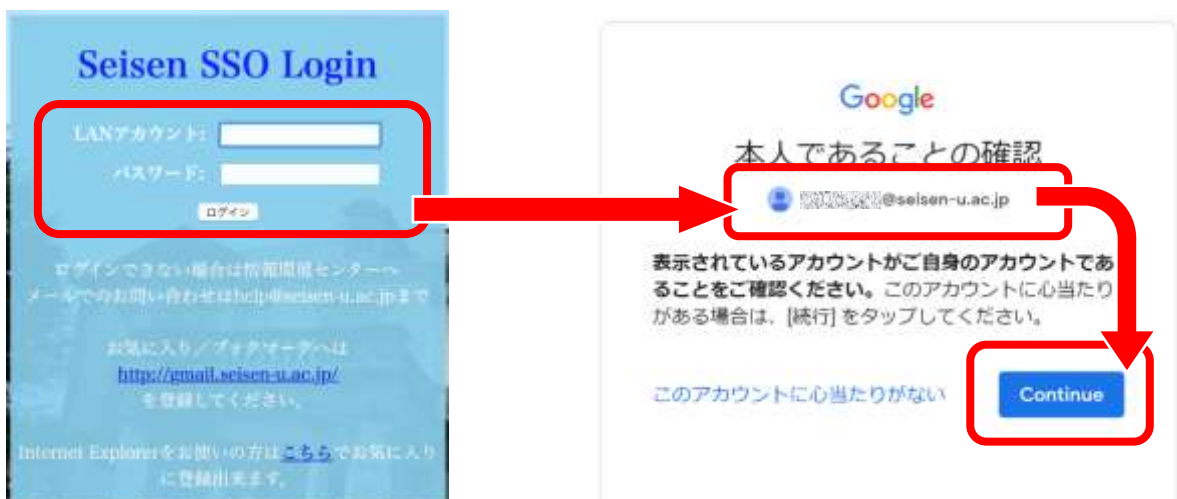 Seisen SSO Login
LANアカウント:
パスワード:
ログイン
ログインできない場合は情報環境センターへ
メールでのお問い合わせはhelp@seisen-u.ac.jpまで
お気に入り／ブックマークへは
http://gmail.seisen-u.ac.jp/
を登録してください。
Internet Explorerをお使いの方はこちらでお気に入り
に登録出来ます。
Google
本人であることの確認
@seisen-u.ac.jp
表示されているアカウントがご自身のアカウントであ
ることをご確認ください。このアカウントに心当たり
がある場合は、[続行] をタップしてください。
このアカウントに心当たりがない
Continue